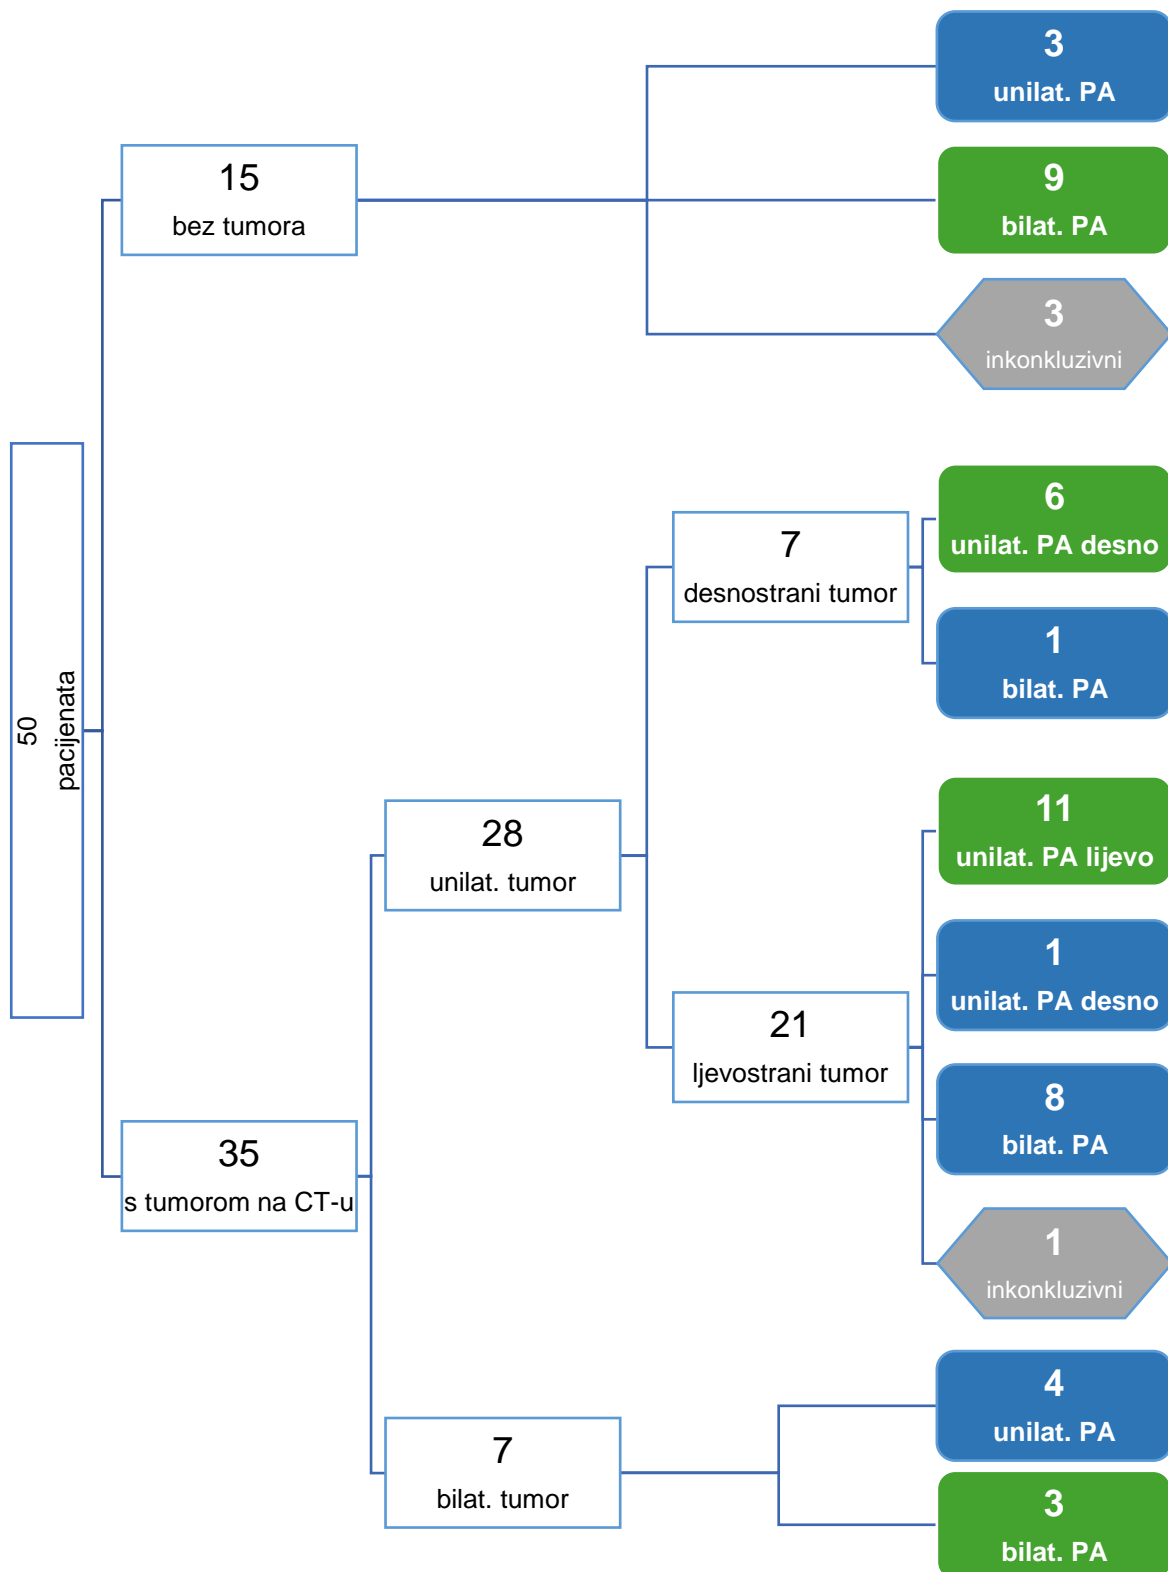 50
pacijenata
15
bez tumora
3
unilat. PA
9
bilat. PA
3
inkonkluzivni
35
s tumorom na CT-u
28
unilat. tumor
7
desnostrani tumor
6
unilat. PA desno
1
bilat. PA
21
ljevostrani tumor
11
unilat. PA lijevo
1
unilat. PA desno
8
bilat. PA
1
inkonkluzivni
7
bilat. tumor
4
unilat. PA
3
bilat. PA